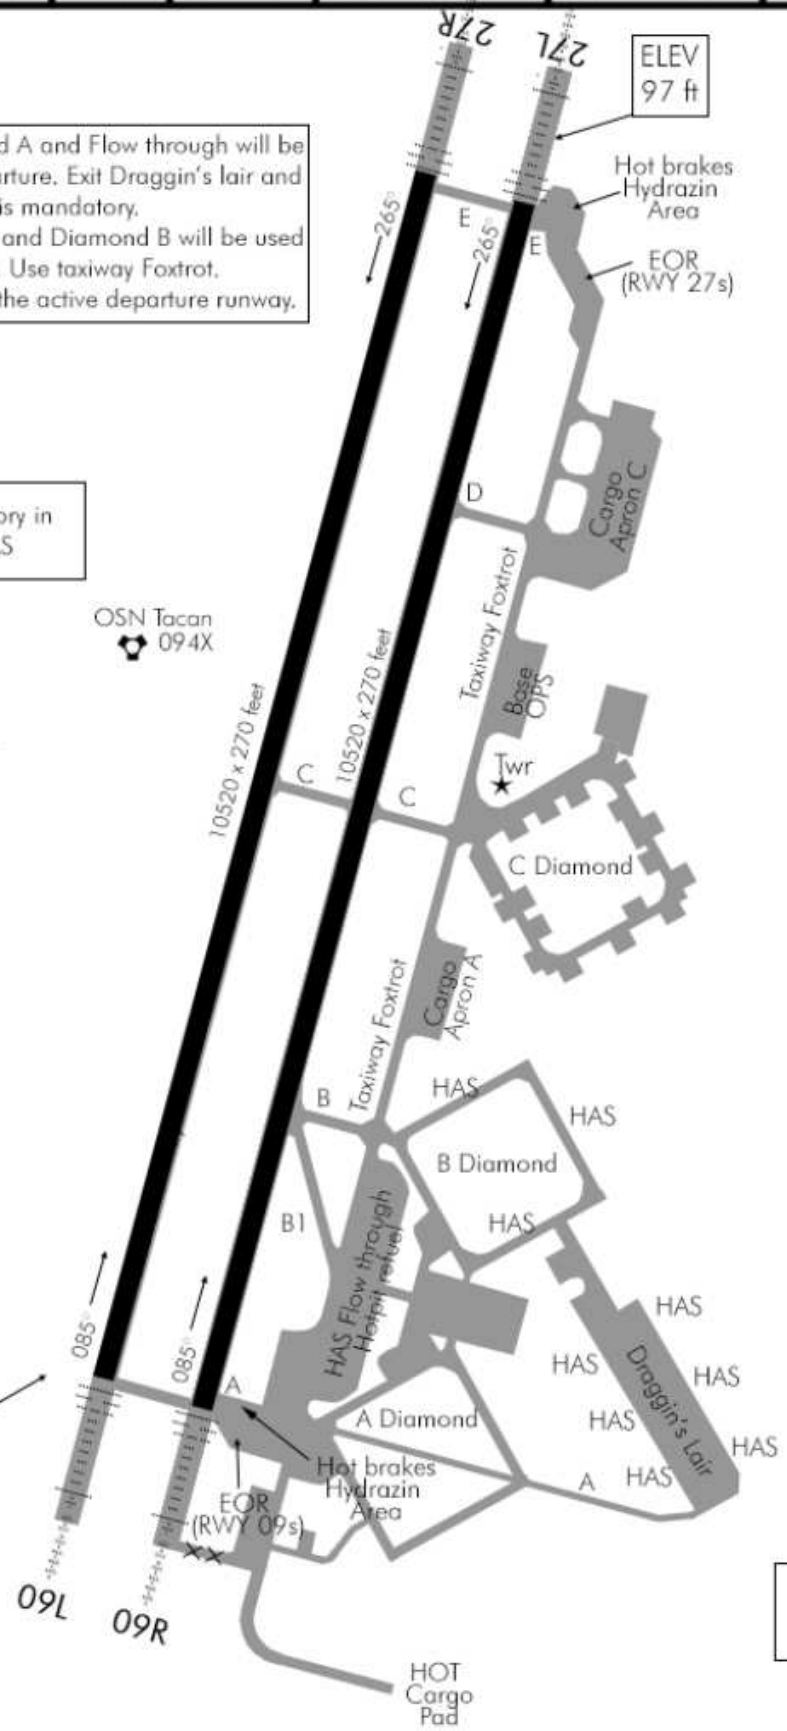 27R
27L
ELEV
97 ft
d A and Flow through will be
arture. Exit Draggin's lair and
is mandatory.
and Diamond B will be used
. Use taxiway Foxtrot.
the active departure runway.
Hot brakes
Hydrazin
Area
E
265°
265°
E
EOR
(RWY 27s)
Cargo
Apron C
D
ory in
S
OSN Tacan
094X
Taxiway Foxtrot
10520 x 270 feet
10520 x 270 feet
Base
OPS
Twr
C
C
C Diamond
Cargo
Apron A
Taxiway Foxtrot
HAS
B
HAS
B Diamond
HAS
B1
HAS Flow through
Hotpit refuel
HAS
085°
085°
HAS
HAS
Draggin's Lair
A
A Diamond
HAS
HAS
A
HAS
Hot brakes
Hydrazin
Area
EOR
(RWY 09s)
09L
09R
HOT
Cargo
Pad